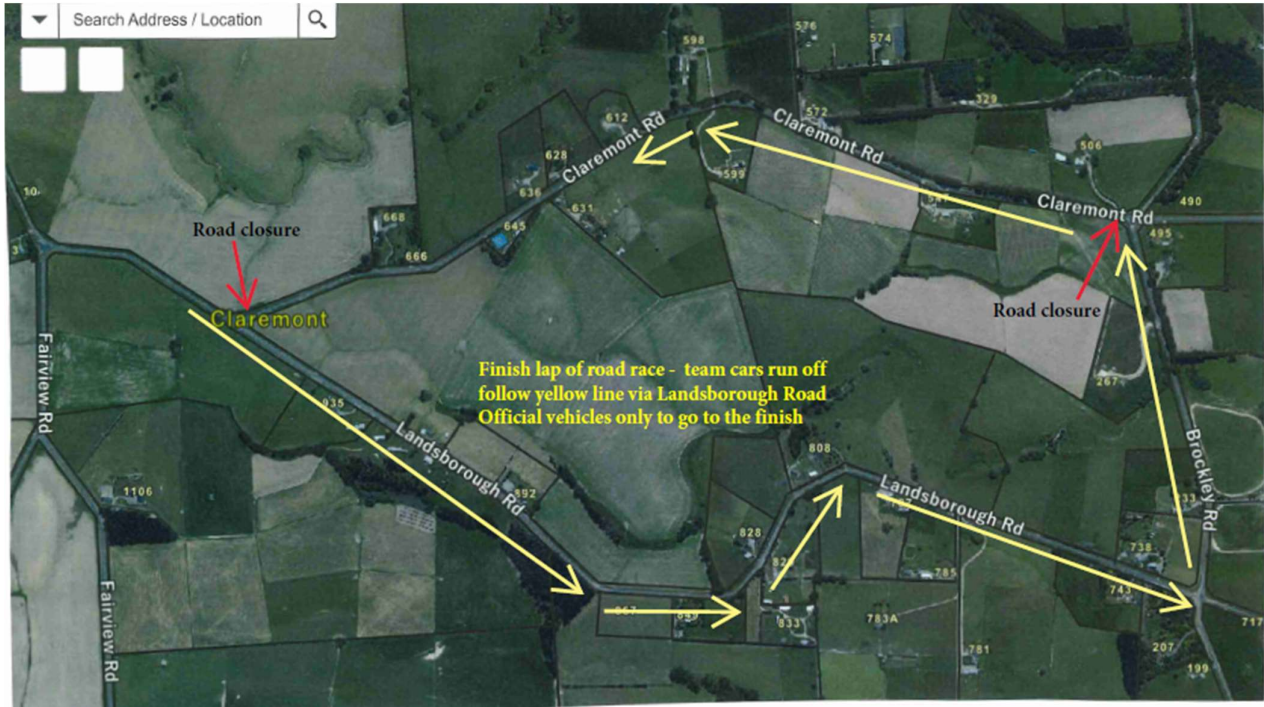 Search Address / Location
576
598
574
572
329
612
Claremont Rd
Claremont Rd
506
628
599
636
Claremont Rd
490
10
668
631
Road closure
645
495
3
666
Road closure
Claremont
Fairview Rd
Finish lap of road race - team cars run off
follow yellow line via Landsborough Road
Official vehicles only to go to the finish
267
935
Landsborough Rd
808
Brockley Rd
1106
892
Landsborough Rd
828
738
785
743
Fairview Rd
833
783A
717
781
207
199